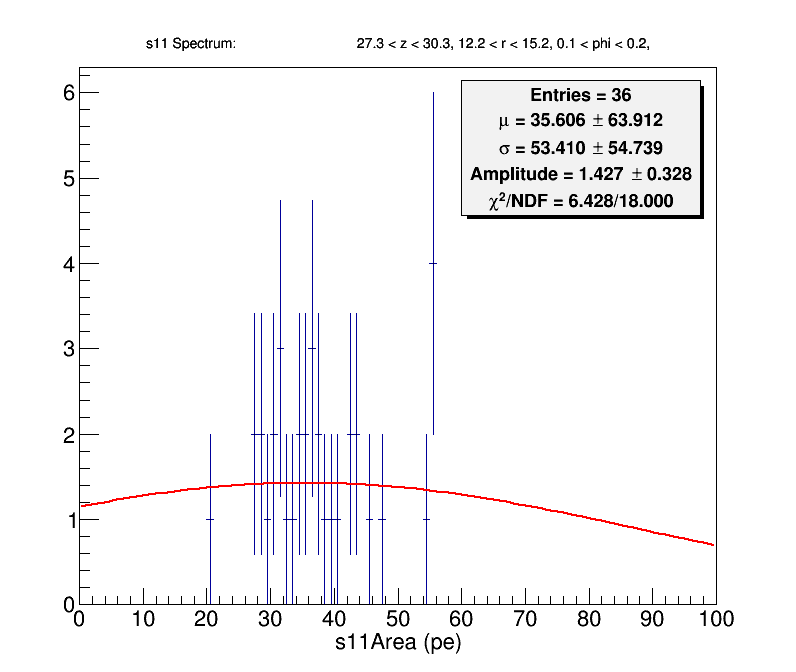 s11 Spectrum: 27.3 < z < 30.3, 12.2 < r < 15.2, 0.1 < phi < 0.2,
Entries = 36
μ = 35.606 ± 63.912
σ = 53.410 ± 54.739
Amplitude = 1.427 ± 0.328
χ²/NDF = 6.428/18.000
6
5
4
3
2
1
0
0 10 20 30 40 50 60 70 80 90 100
s11Area (pe)